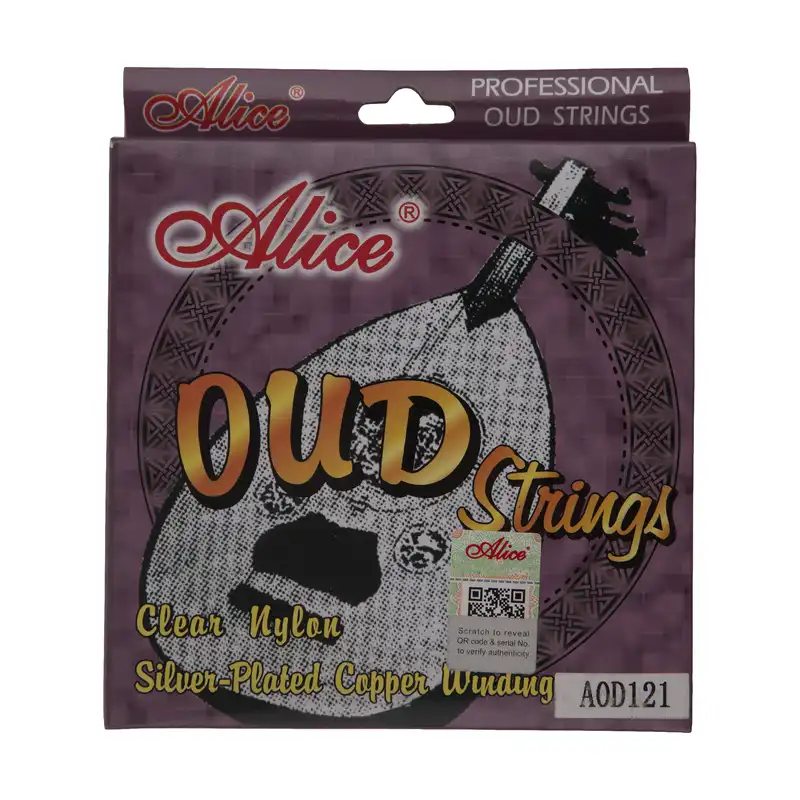 Alice®
PROFESSIONAL
OUD STRINGS
Alice®
OUD
Strings
Alice®
Scratch to reveal
QR code & serial No.
to verify authenticity
Clear Nylon
Silver-Plated Copper Winding
AOD121